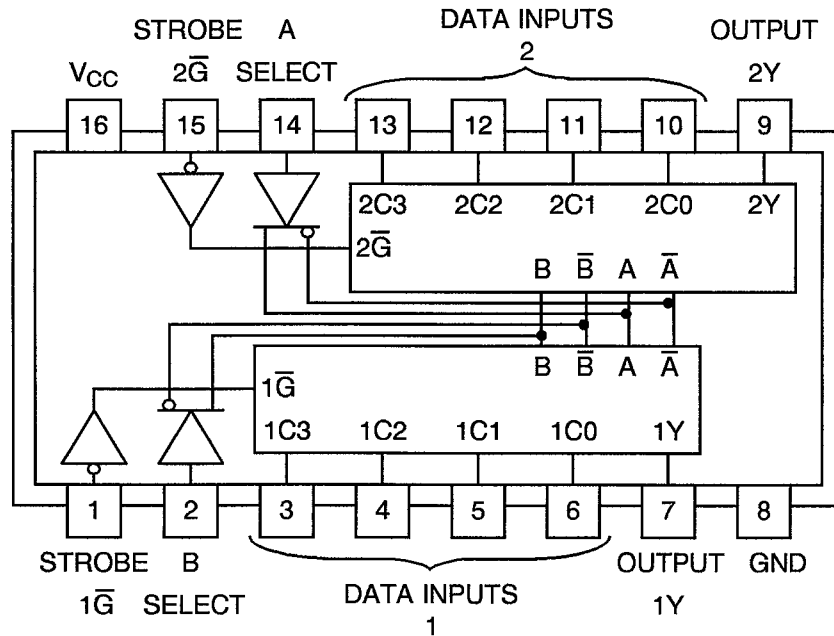 STROBE A DATA INPUTS OUTPUT
2
V_CC 2G̅ SELECT 2Y
16 15 14 13 12 11 10 9
2C3 2C2 2C1 2C0 2Y
2G̅
B B̅ A A̅
B B̅ A A̅
1G̅
1C3 1C2 1C1 1C0 1Y
1 2 3 4 5 6 7 8
STROBE B DATA INPUTS OUTPUT GND
1G̅ SELECT 1 1Y